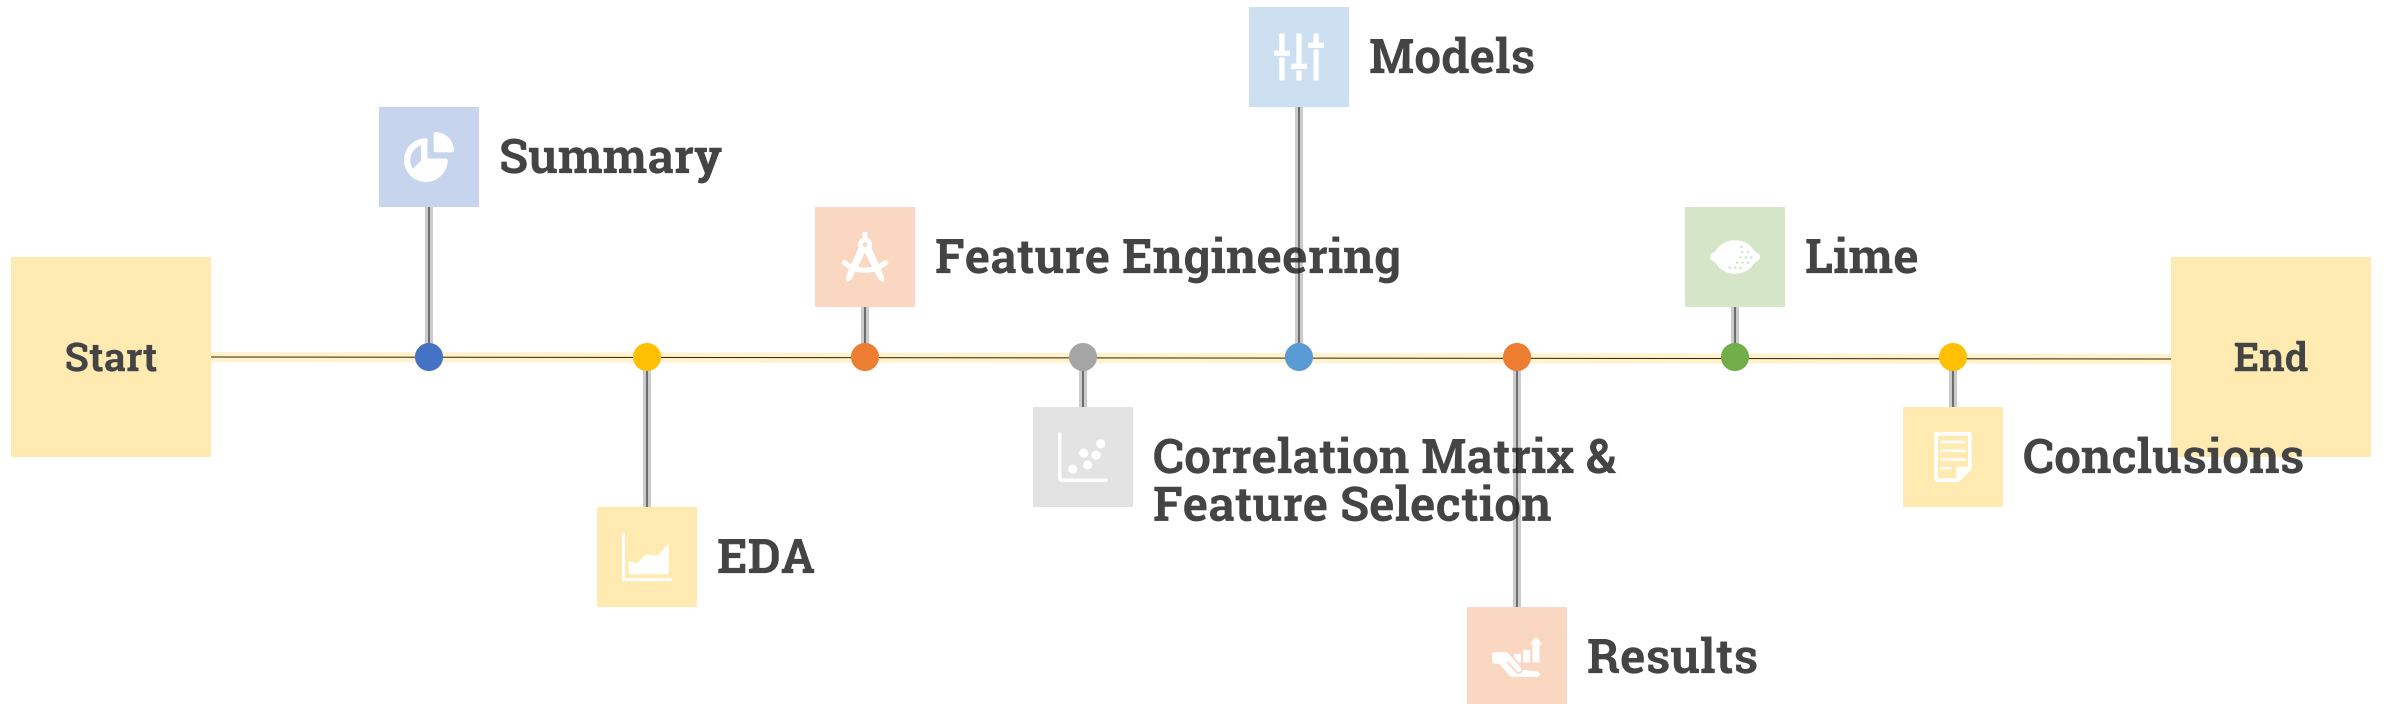 Start
Summary
EDA
Feature Engineering
Correlation Matrix &
Feature Selection
Models
Results
Lime
Conclusions
End